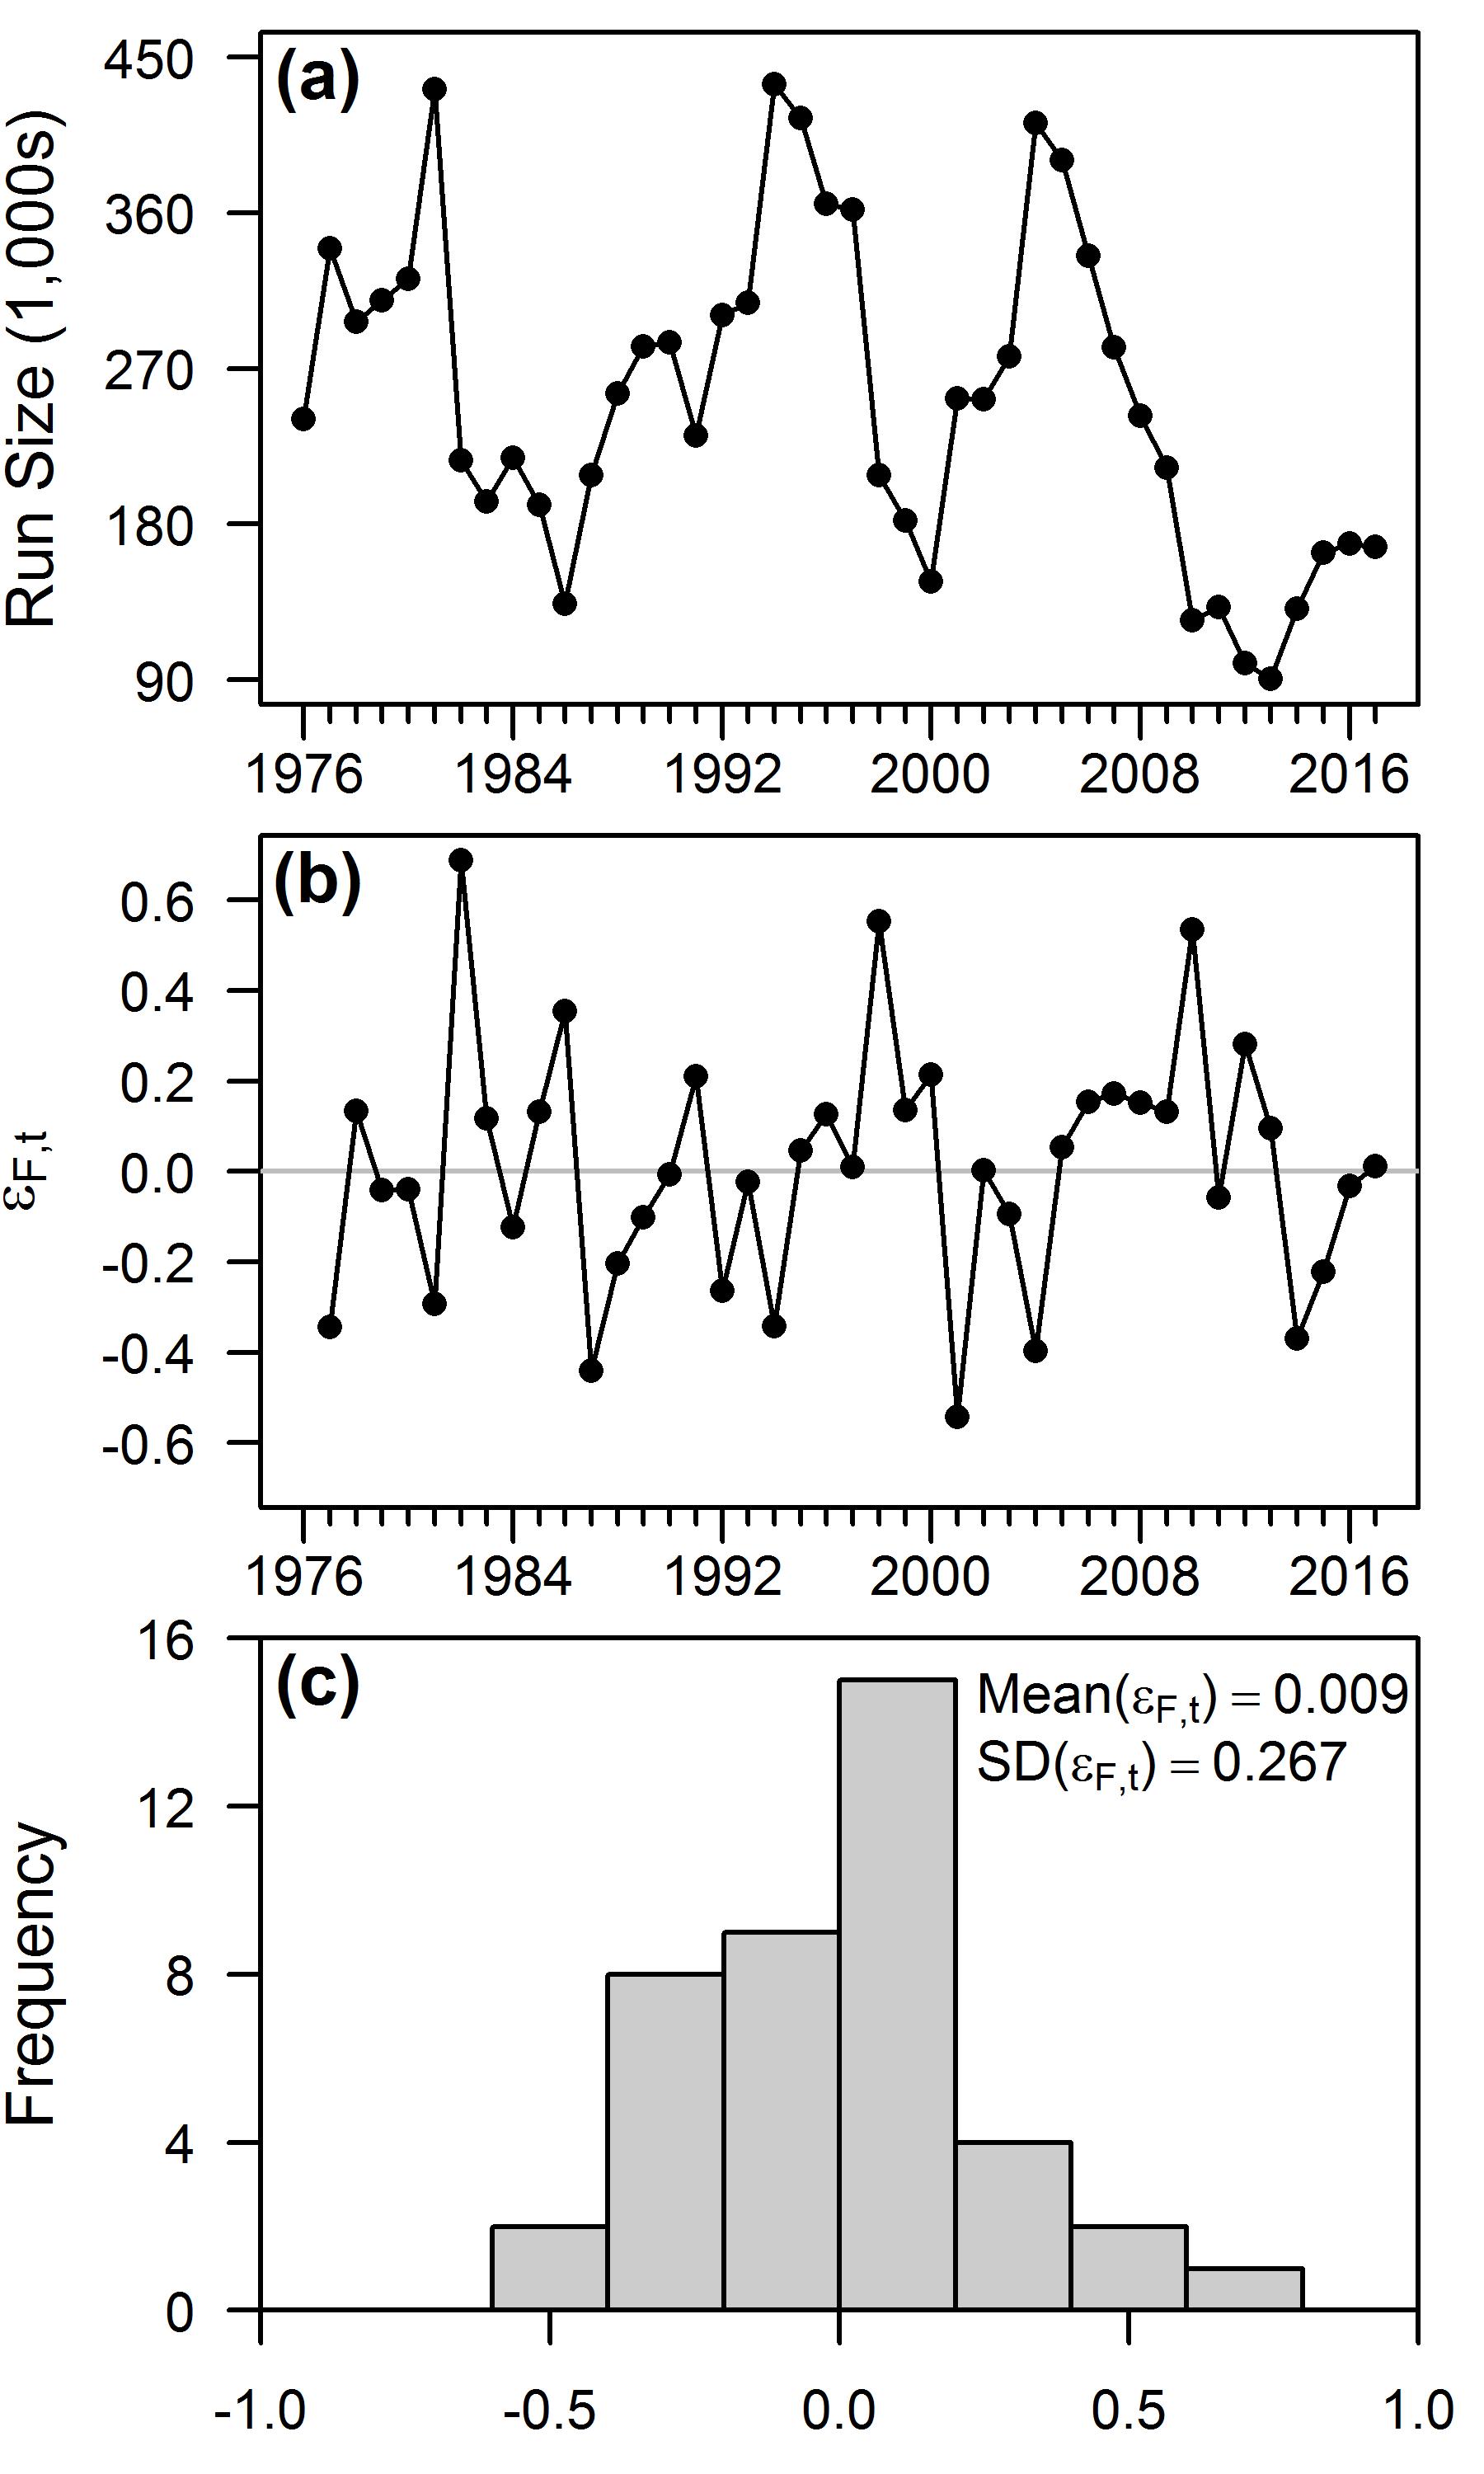 (a)
Run Size (1,000s)
450
360
270
180
90
1976 1984 1992 2000 2008 2016
(b)
εF,t
0.6
0.4
0.2
0.0
-0.2
-0.4
-0.6
1976 1984 1992 2000 2008 2016
(c)
Mean(εF,t) = 0.009
SD(εF,t) = 0.267
Frequency
16
12
8
4
0
-1.0 -0.5 0.0 0.5 1.0